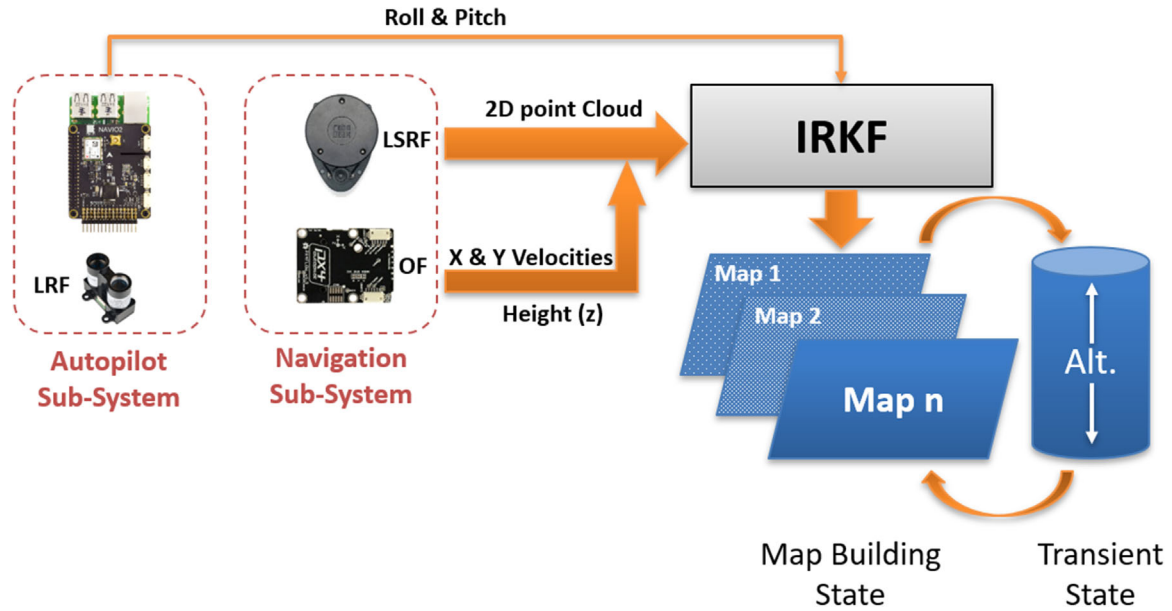 Roll & Pitch
NAVIO2
LRF
Autopilot
Sub-System
LSRF
OF
Navigation
Sub-System
2D point Cloud
X & Y Velocities
Height (z)
IRKF
Map 1
Map 2
Map n
Alt.
Map Building
State
Transient
State